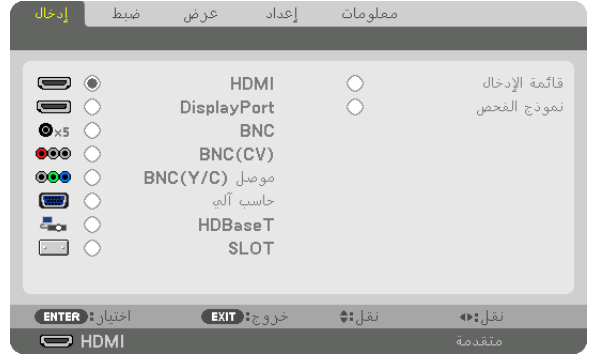 إدخال ضبط عرض إعداد معلومات
HDMI قائمة الإدخال
DisplayPort نموذج الفحص
×5 BNC
BNC(CV)
موصل BNC(Y/C)
حاسب آلي
HDBaseT
SLOT
ENTER :اختيار EXIT :خروج نقل: نقل:
HDMI متقدمة